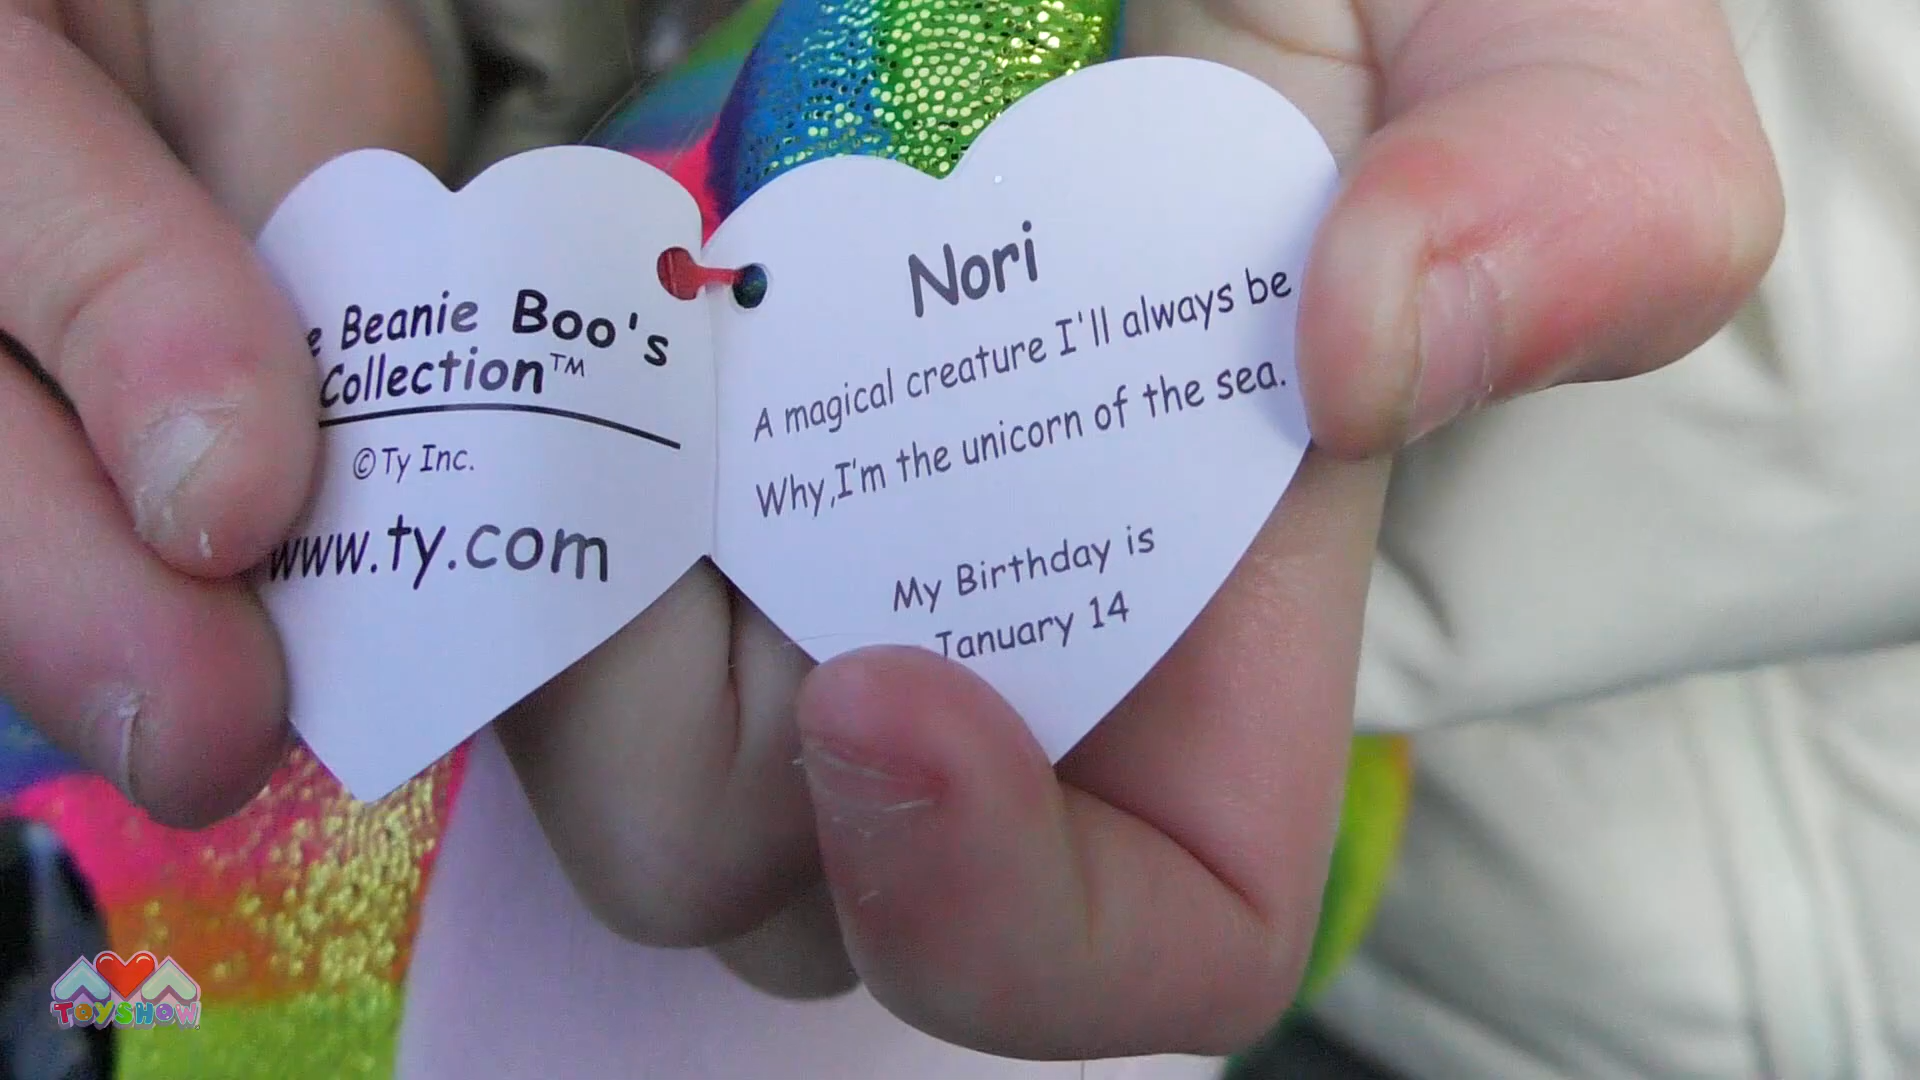 Beanie Boo's
Collection™
©Ty Inc.
www.ty.com
Nori
A magical creature I'll always be
Why,I'm the unicorn of the sea.
My Birthday is
January 14
TOYSHOW